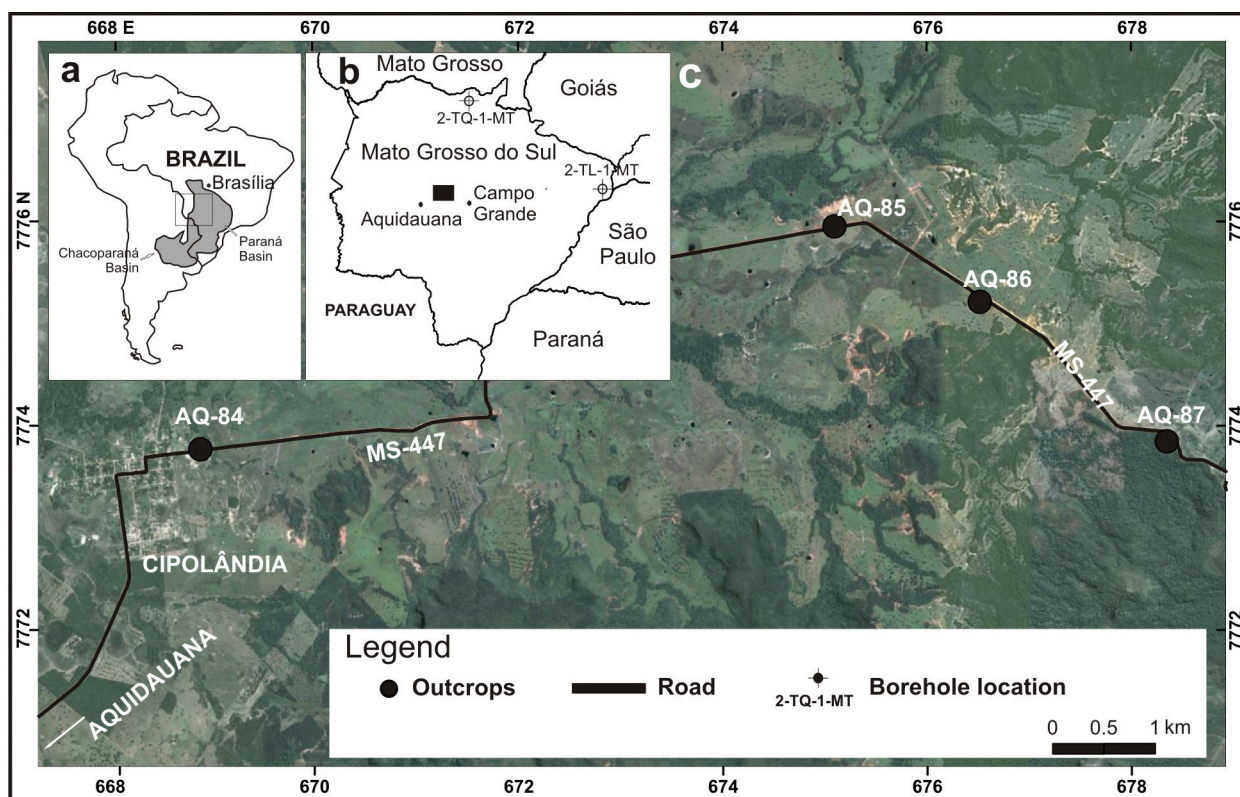 668 E
670
672
674
676
678
a
BRAZIL
Brasília
Chacoparaná
Basin
Paraná
Basin
b
Mato Grosso
Goiás
2-TQ-1-MT
Mato Grosso do Sul
2-TL-1-MT
Aquidauana
Campo
Grande
São
Paulo
PARAGUAY
Paraná
c
7776 N
7776
AQ-85
AQ-86
MS-447
AQ-87
7774
7774
AQ-84
MS-447
CIPOLÂNDIA
7772
7772
AQUIDAUANA
Legend
Outcrops
Road
2-TQ-1-MT
Borehole location
0 0.5 1 km
668
670
672
674
676
678